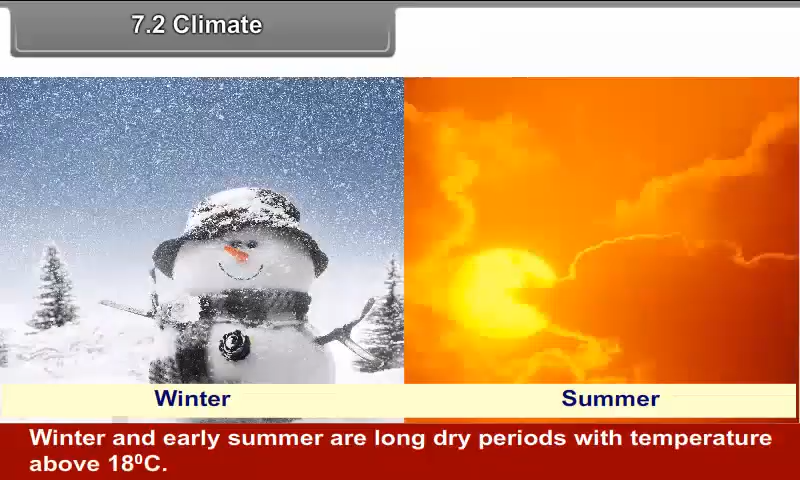 7.2 Climate
Winter
Summer
Winter and early summer are long dry periods with temperature
above 18⁰C.